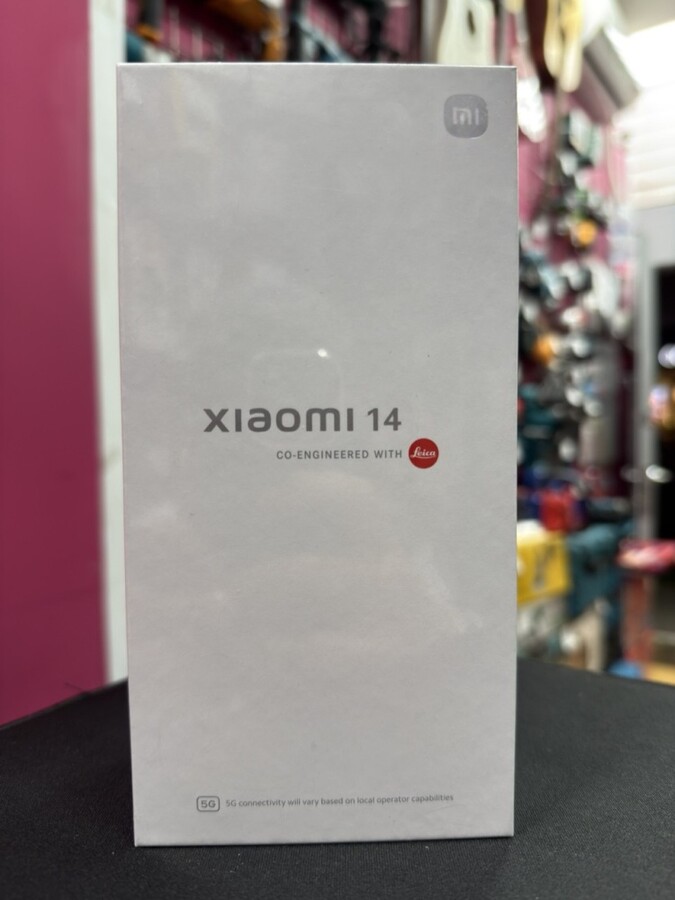 mi
xiaomi 14
CO-ENGINEERED WITH Leica
5G 5G connectivity will vary based on local operator capabilities